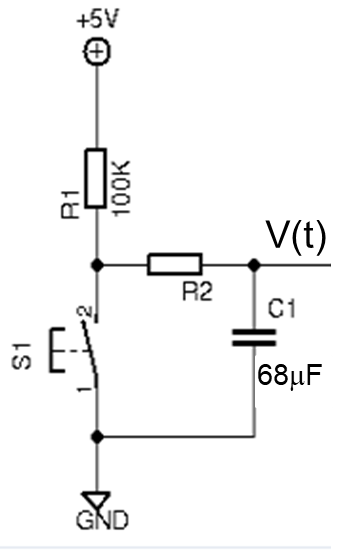 +5V
R1
100K
V(t)
R2
C1
68μF
S1
2
1
GND